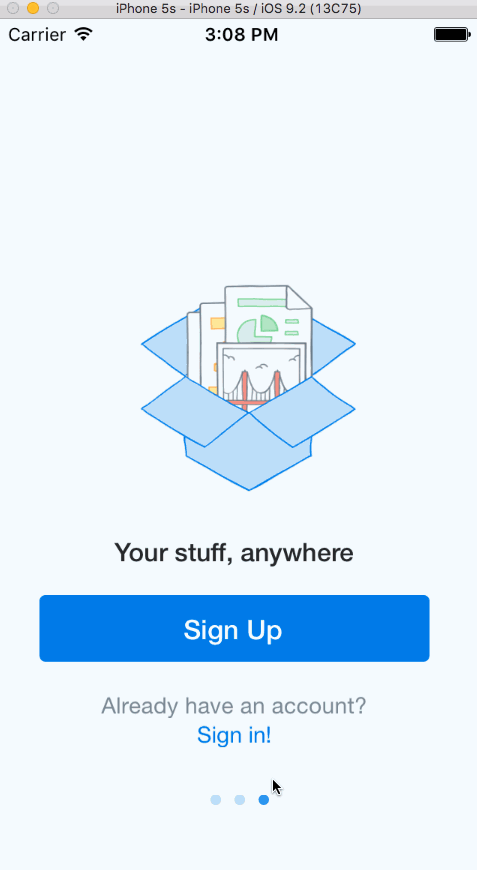 iPhone 5s - iPhone 5s / iOS 9.2 (13C75)
Carrier 3:08 PM
Your stuff, anywhere
Sign Up
Already have an account?
Sign in!